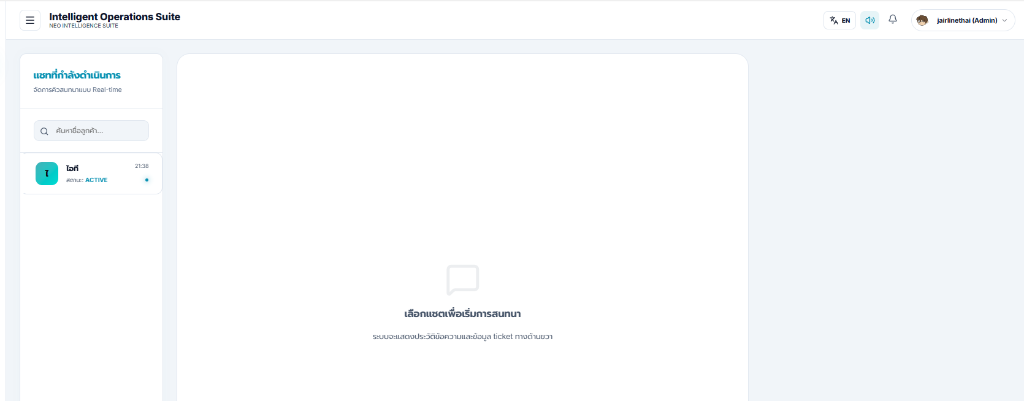 Intelligent Operations Suite
NEO INTELLIGENCE SUITE
EN
Jairlinethai (Admin)
แชทที่กำลังดำเนินการ
จัดการคิวสนทนาแบบ Real-time
ค้นหาชื่อลูกค้า...
ไ
ไอที
21:38
สถานะ: ACTIVE
เลือกแชตเพื่อเริ่มการสนทนา
ระบบจะแสดงประวัติข้อความและข้อมูล ticket ทางด้านขวา